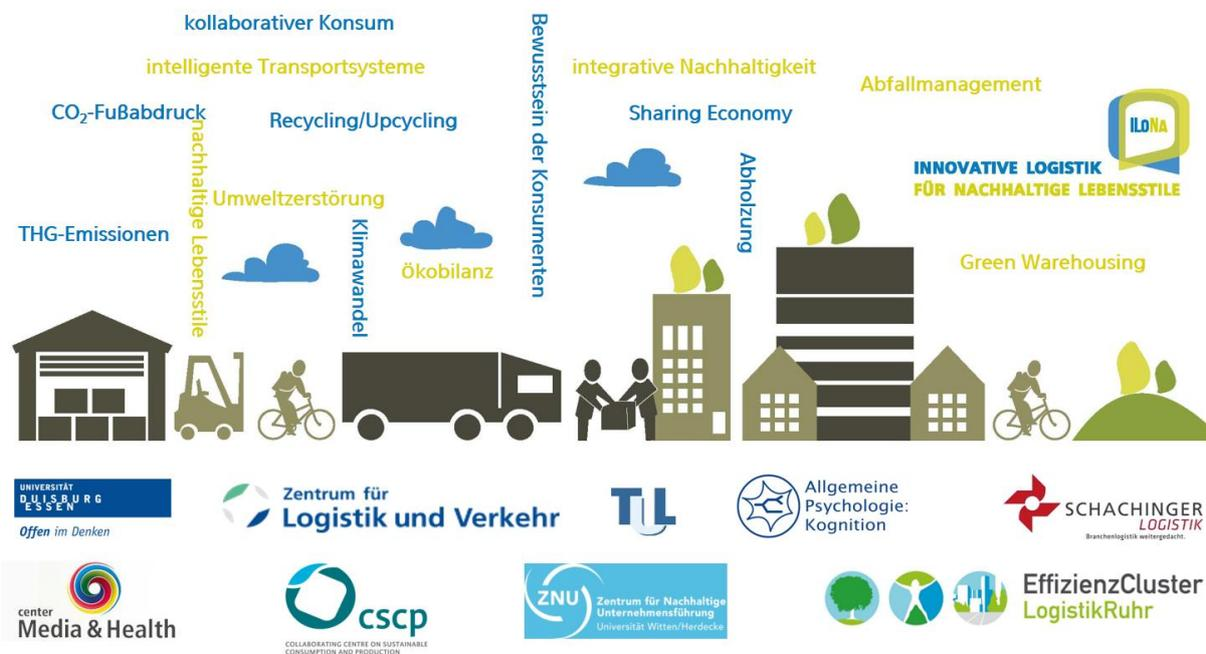 kollaborativer Konsum
intelligente Transportsysteme
CO₂-Fußabdruck
Recycling/Upcycling
nachhaltige Lebensstile
Umweltzerstörung
THG-Emissionen
Klimawandel
Ökobilanz
Bewusstsein der Konsumenten
integrative Nachhaltigkeit
Sharing Economy
Abholzung
Abfallmanagement
ILoNa
INNOVATIVE LOGISTIK
FÜR NACHHALTIGE LEBENSSTILE
Green Warehousing
UNIVERSITÄT
DUISBURG
ESSEN
Offen im Denken
Zentrum für
Logistik und Verkehr
TUL
Allgemeine
Psychologie:
Kognition
SCHACHINGER
LOGISTIK
Branchenlogistik weitergedacht.
center
Media & Health
cscp
COLLABORATING CENTRE ON SUSTAINABLE
CONSUMPTION AND PRODUCTION
ZNU
Zentrum für Nachhaltige
Unternehmensführung
Universität Witten/Herdecke
EffizienzCluster
LogistikRuhr